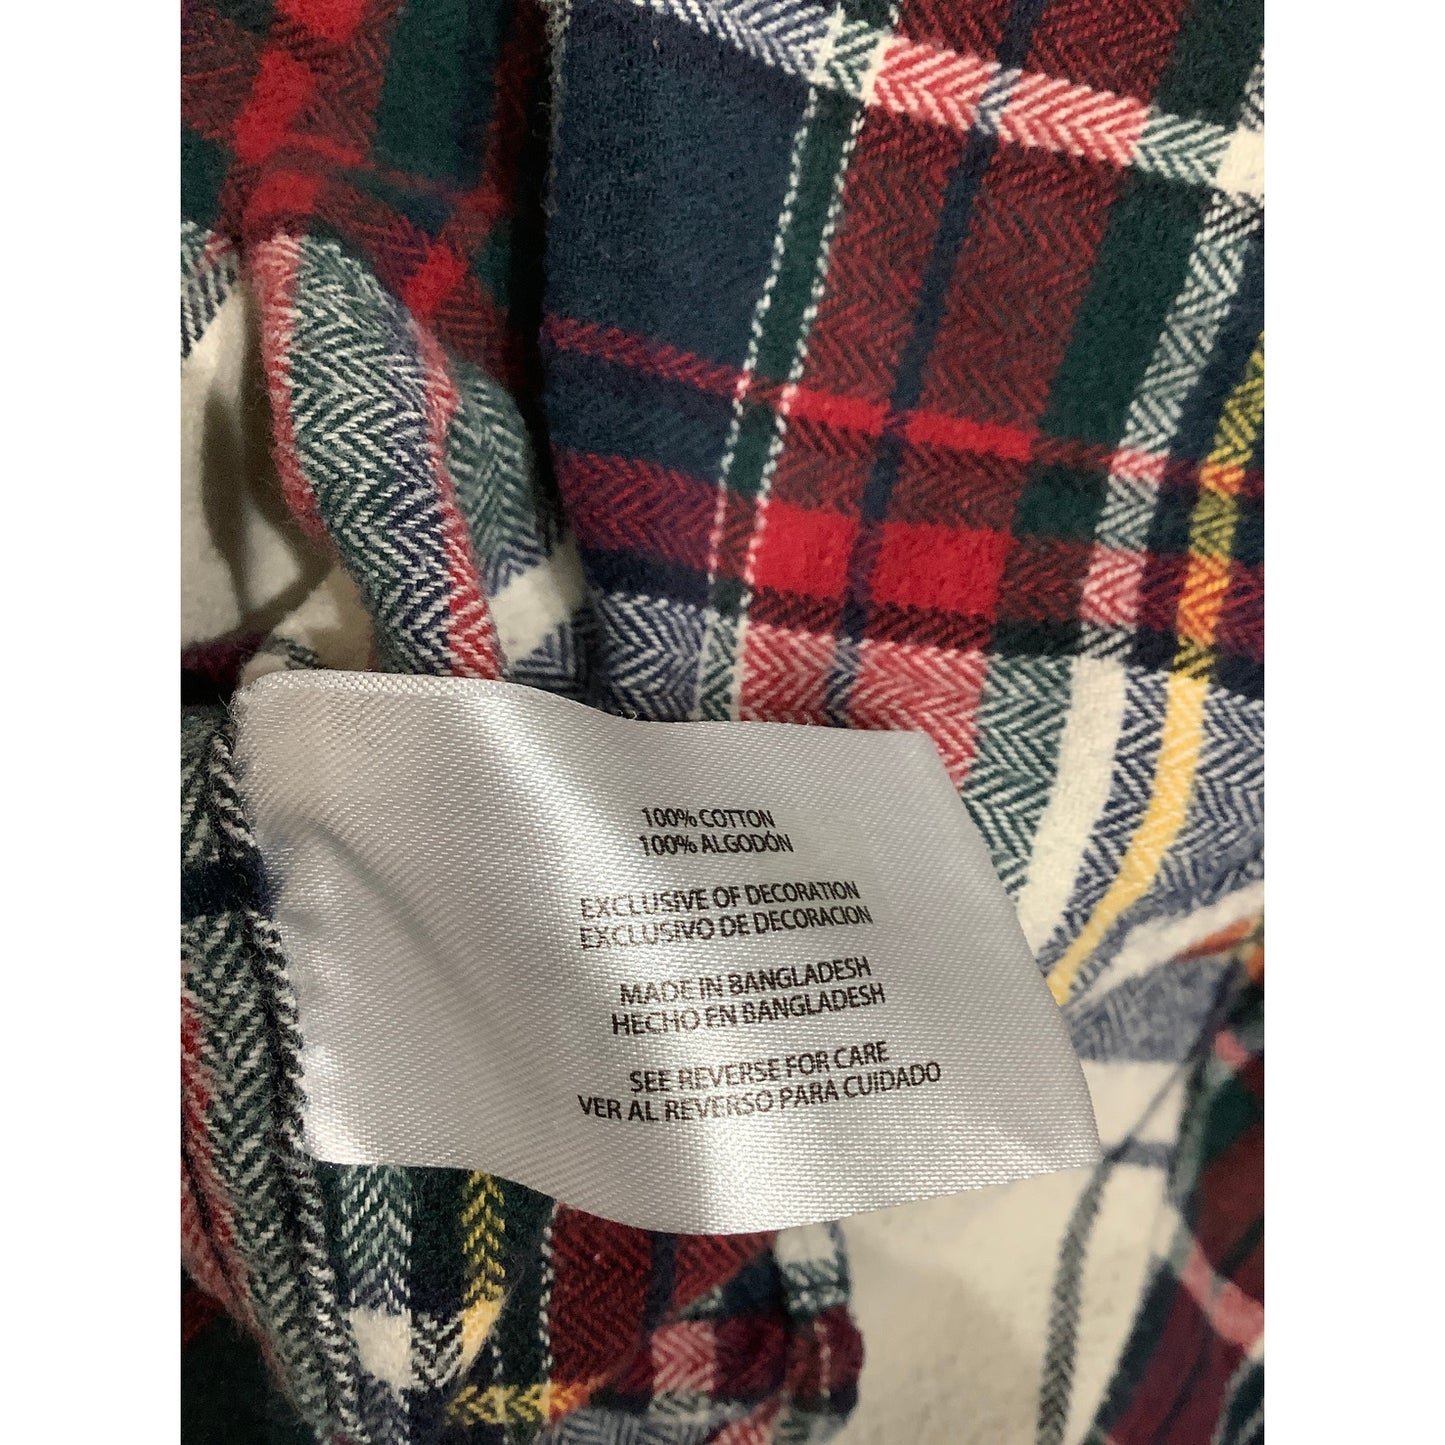 100% COTTON
100% ALGODÓN
EXCLUSIVE OF DECORATION
EXCLUSIVO DE DECORACION
MADE IN BANGLADESH
HECHO EN BANGLADESH
SEE REVERSE FOR CARE
VER AL REVERSO PARA CUIDADO